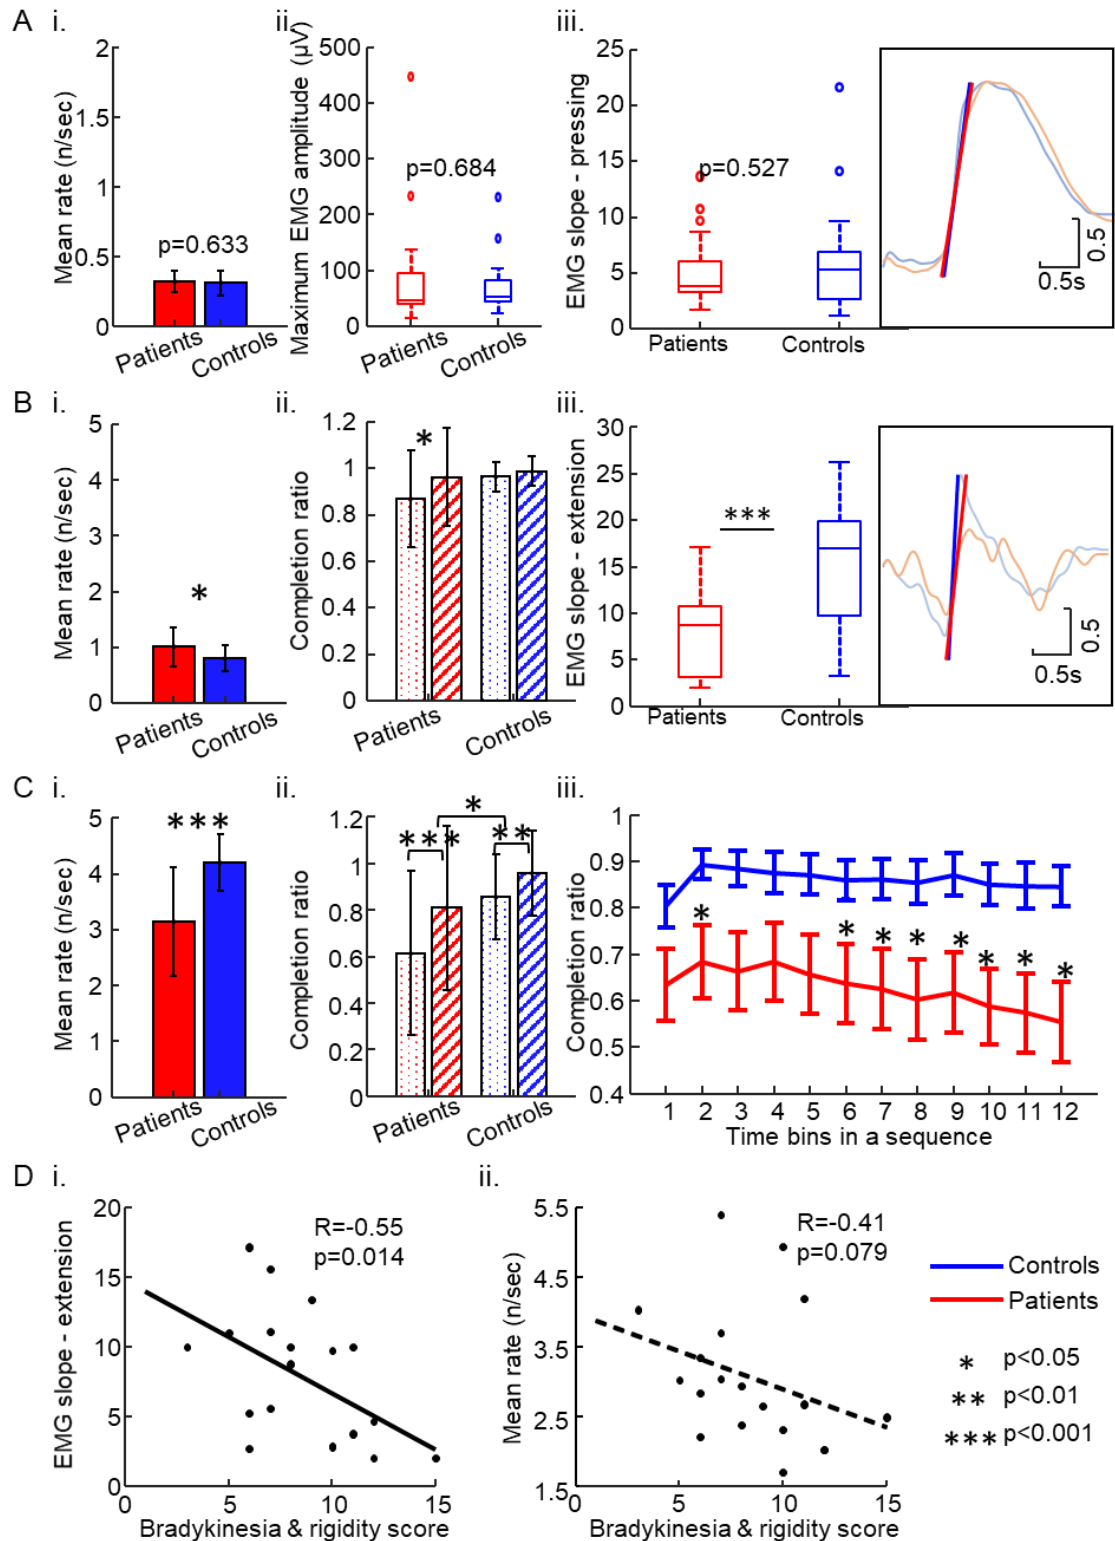 A i. ii. iii.
Mean rate (n/sec)
2
1.5
1
0.5
0
p=0.633
Patients
Controls
Maximum EMG amplitude (µV)
500
400
300
200
100
0
p=0.684
EMG slope - pressing
25
20
15
10
5
0
p=0.527
Patients
Controls
0.5
0.5s
B i. ii. iii.
Mean rate (n/sec)
5
4
3
2
1
0
*
Patients
Controls
Completion ratio
1.2
1
0.8
0.6
0.4
0.2
0
*
Patients
Controls
EMG slope - extension
30
25
20
15
10
5
0
***
Patients
Controls
0.5
0.5s
C i. ii. iii.
Mean rate (n/sec)
5
4
3
2
1
0
***
Patients
Controls
Completion ratio
1.2
1
0.8
0.6
0.4
0.2
0
*
*** **
Patients
Controls
Completion ratio
1
0.9
0.8
0.7
0.6
0.5
0.4
* * * * * * * *
1 2 3 4 5 6 7 8 9 10 11 12
Time bins in a sequence
D i. ii.
EMG slope - extension
20
15
10
5
0
R=-0.55
p=0.014
0 5 10 15
Bradykinesia & rigidity score
Mean rate (n/sec)
5.5
4.5
3.5
2.5
1.5
R=-0.41
p=0.079
5 10 15
Bradykinesia & rigidity score
Controls
Patients
* p<0.05
** p<0.01
*** p<0.001